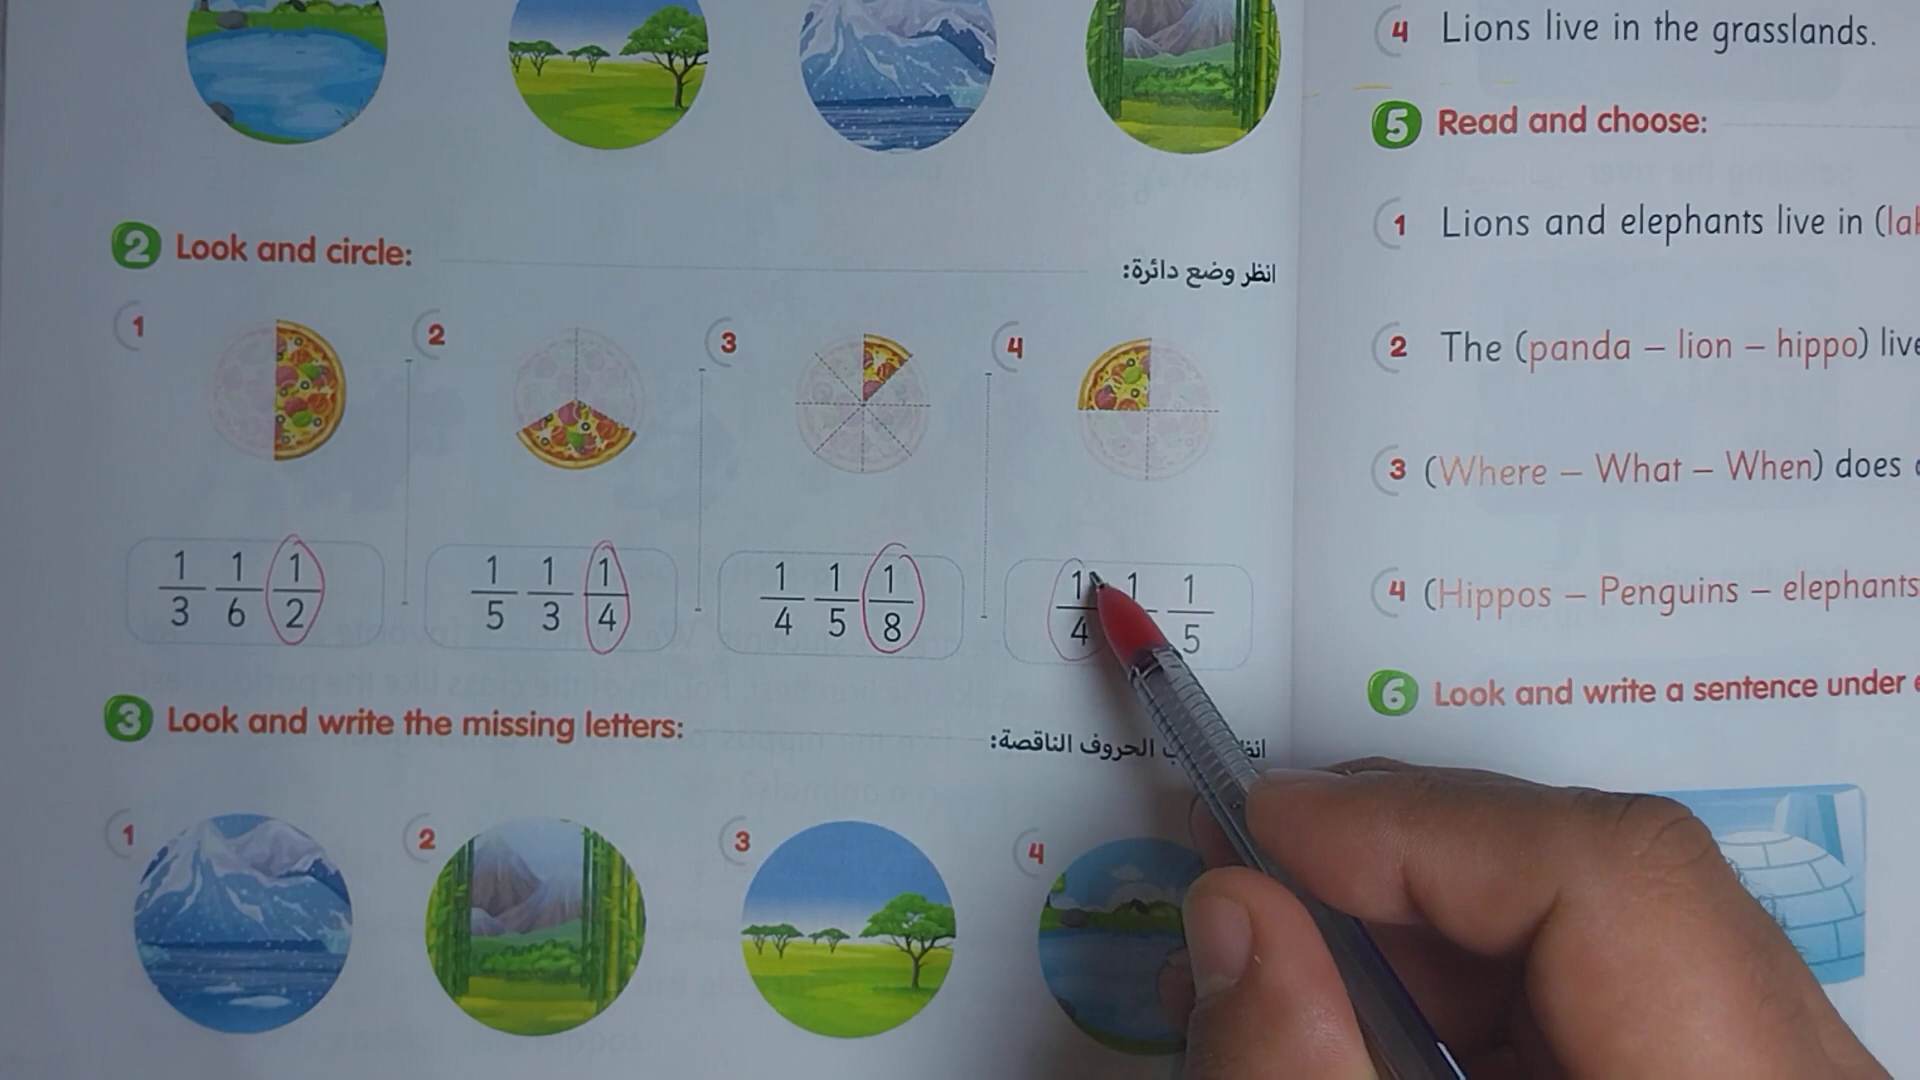 2 Look and circle:
انظر وضع دائرة:
1 2 3 4
1/3 1/6 1/2
1/5 1/3 1/4
1/4 1/5 1/8
1/4 1 1/5
3 Look and write the missing letters:
الحروف الناقصة:
1 2 3 4
4 Lions live in the grasslands.
5 Read and choose:
1 Lions and elephants live in (
2 The (panda – lion – hippo)
3 (Where – What – When) does
4 (Hippos – Penguins – elephants
6 Look and write a sentence under